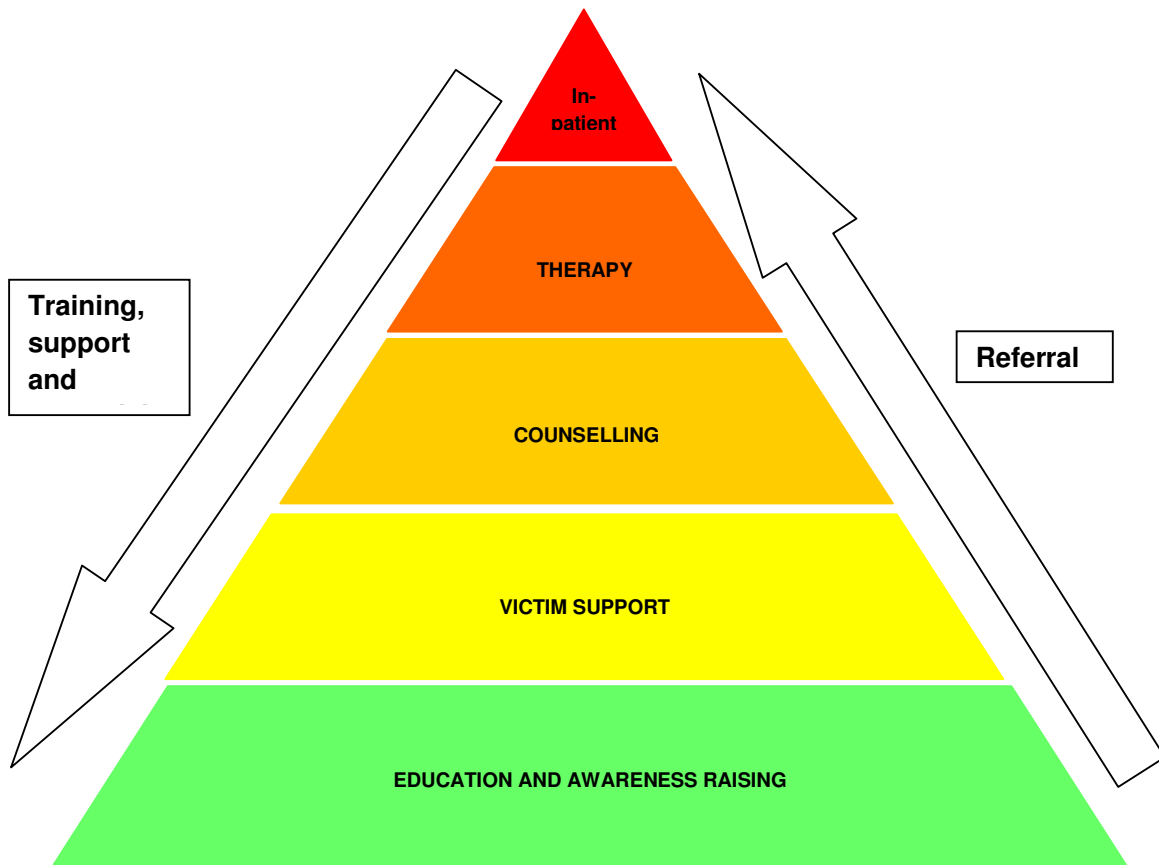 In-
patient
THERAPY
Training,
support
and
Referral
COUNSELLING
VICTIM SUPPORT
EDUCATION AND AWARENESS RAISING